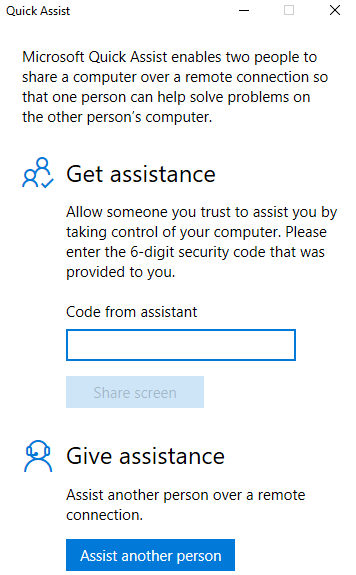 Quick Assist
Microsoft Quick Assist enables two people to
share a computer over a remote connection so
that one person can help solve problems on
the other person’s computer.
Get assistance
Allow someone you trust to assist you by
taking control of your computer. Please
enter the 6-digit security code that was
provided to you.
Code from assistant
Share screen
Give assistance
Assist another person over a remote
connection.
Assist another person